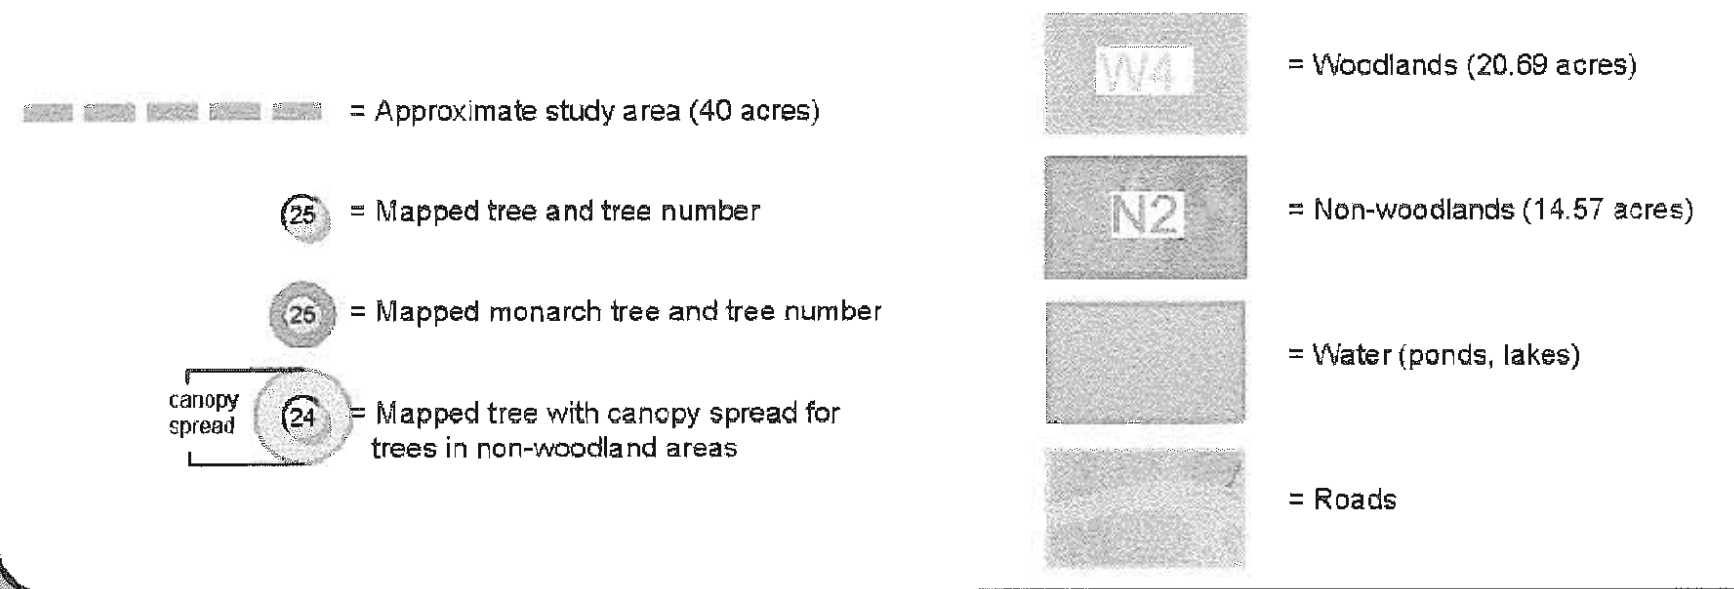 = Approximate study area (40 acres)
25 = Mapped tree and tree number
25 = Mapped monarch tree and tree number
canopy
spread
24 = Mapped tree with canopy spread for
trees in non-woodland areas
W4 = Woodlands (20.69 acres)
N2 = Non-woodlands (14.57 acres)
= Water (ponds, lakes)
= Roads